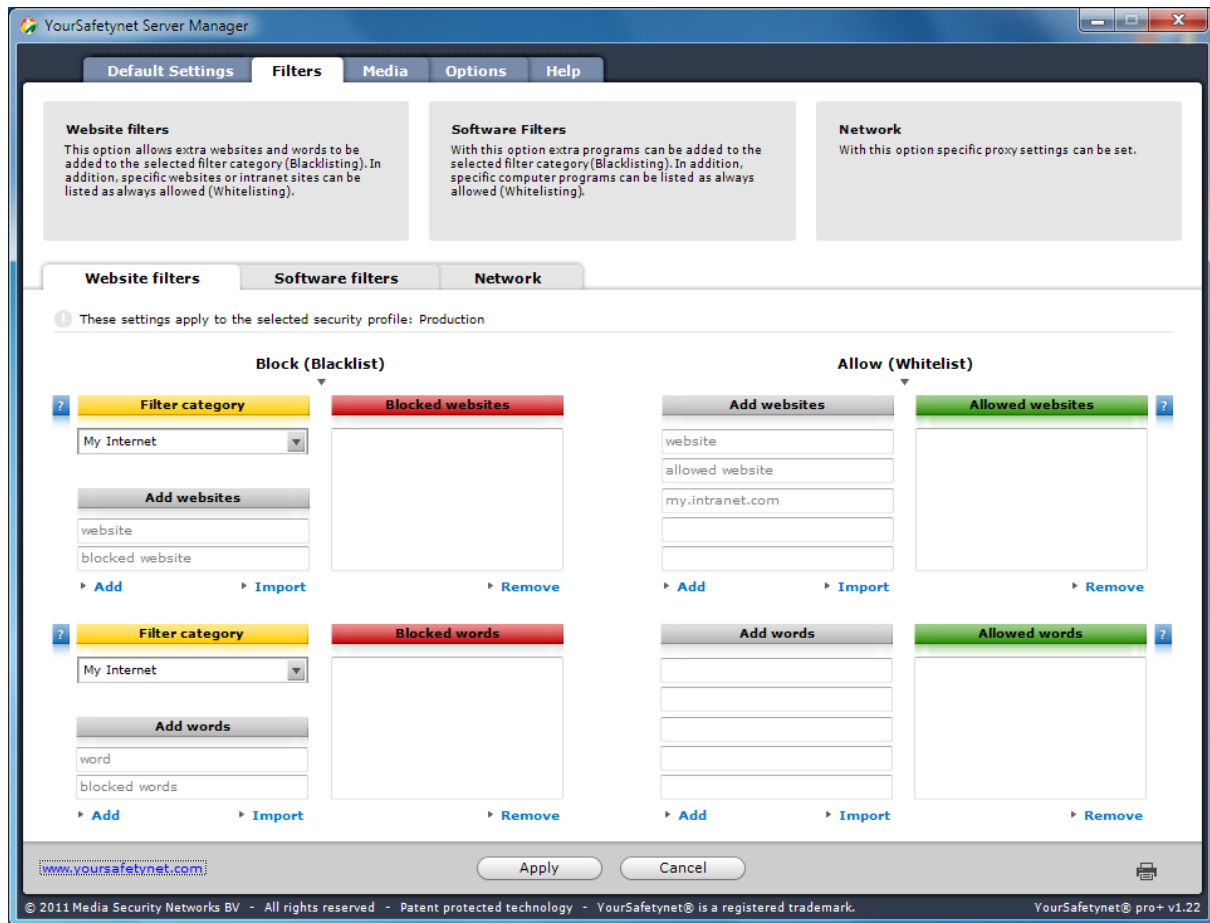 YourSafetynet Server Manager
Default Settings
Filters
Media
Options
Help
Website filters
This option allows extra websites and words to be
added to the selected filter category (Blacklisting). In
addition, specific websites or intranet sites can be
listed as always allowed (Whitelisting).
Software Filters
With this option extra programs can be added to the
selected filter category(Blacklisting). In addition,
specific computer programs can be listed as always
allowed (Whitelisting).
Network
With this option specific proxy settings can be set.
Website filters
Software filters
Network
! These settings apply to the selected security profile: Production
Block (Blacklist)
Allow (Whitelist)
?
Filter category
Blocked websites
Add websites
Allowed websites
?
My Internet
website
allowed website
my.intranet.com
Add websites
website
blocked website
Add
Import
Remove
Add
Import
Remove
?
Filter category
Blocked words
Add words
Allowed words
?
My Internet
Add words
word
blocked words
Add
Import
Remove
Add
Import
Remove
www.yoursafetynet.com
Apply
Cancel
© 2011 Media Security Networks BV - All rights reserved - Patent protected technology - YourSafetynet® is a registered trademark.
YourSafetynet® pro+ v1.22